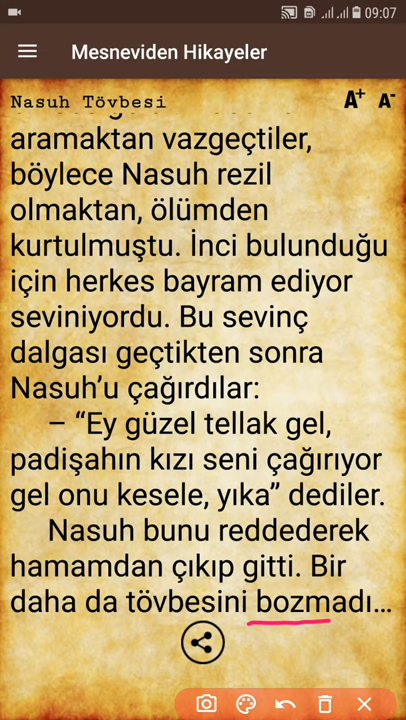 09:07
Mesneviden Hikayeler
Nasuh Tövbesi
A+ A-
aramaktan vazgeçtiler,
böylece Nasuh rezil
olmaktan, ölümden
kurtulmuştu. İnci bulunduğu
için herkes bayram ediyor
seviniyordu. Bu sevinç
dalgası geçtikten sonra
Nasuh’u çağırdılar:
– “Ey güzel tellak gel,
padişahın kızı seni çağırıyor
gel onu kesele, yıka” dediler.
Nasuh bunu reddederek
hamamdan çıkıp gitti. Bir
daha da tövbesini bozmadı...